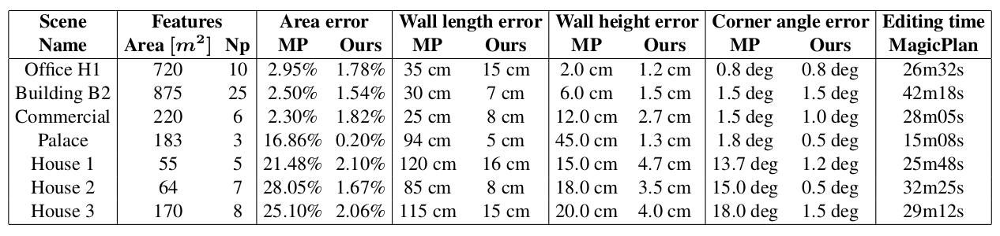 Scene Features Area error Wall length error Wall height error Corner angle error Editing time
Name Area [m²] Np MP Ours MP Ours MP Ours MP Ours MagicPlan
Office H1 720 10 2.95% 1.78% 35 cm 15 cm 2.0 cm 1.2 cm 0.8 deg 0.8 deg 26m32s
Building B2 875 25 2.50% 1.54% 30 cm 7 cm 6.0 cm 1.5 cm 1.5 deg 1.5 deg 42m18s
Commercial 220 6 2.30% 1.82% 25 cm 8 cm 12.0 cm 2.7 cm 1.5 deg 1.0 deg 28m05s
Palace 183 3 16.86% 0.20% 94 cm 5 cm 45.0 cm 1.3 cm 1.8 deg 0.5 deg 15m08s
House 1 55 5 21.48% 2.10% 120 cm 16 cm 15.0 cm 4.7 cm 13.7 deg 1.2 deg 25m48s
House 2 64 7 28.05% 1.67% 85 cm 8 cm 18.0 cm 3.5 cm 15.0 deg 0.5 deg 32m25s
House 3 170 8 25.10% 2.06% 115 cm 15 cm 20.0 cm 4.0 cm 18.0 deg 1.5 deg 29m12s